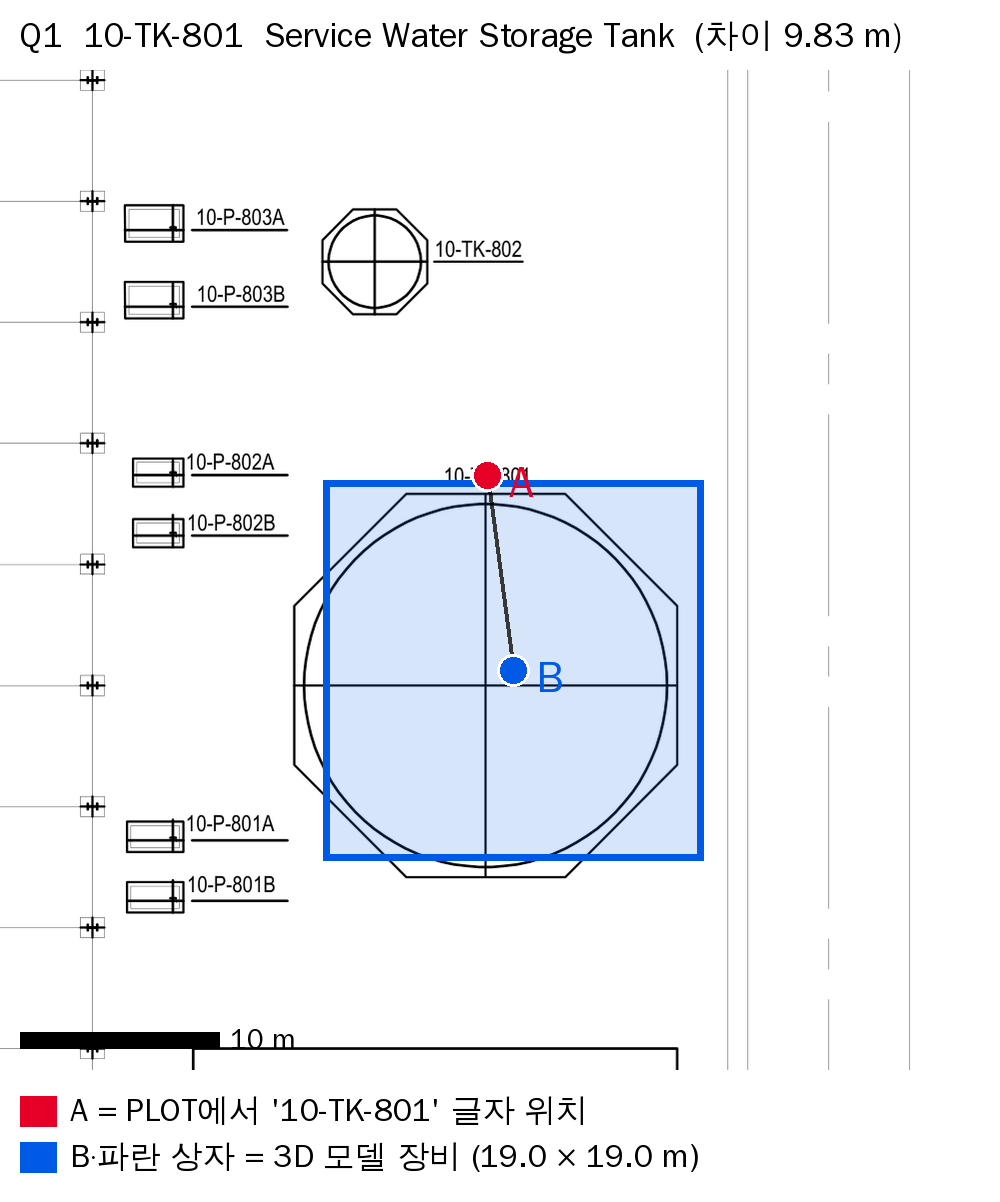 Q1 10-TK-801 Service Water Storage Tank (차이 9.83 m)
10-P-803A
10-TK-802
10-P-803B
10-P-802A
A
10-P-802B
B
10-P-801A
10-P-801B
10 m
A = PLOT에서 '10-TK-801' 글자 위치
B·파란 상자 = 3D 모델 장비 (19.0 × 19.0 m)